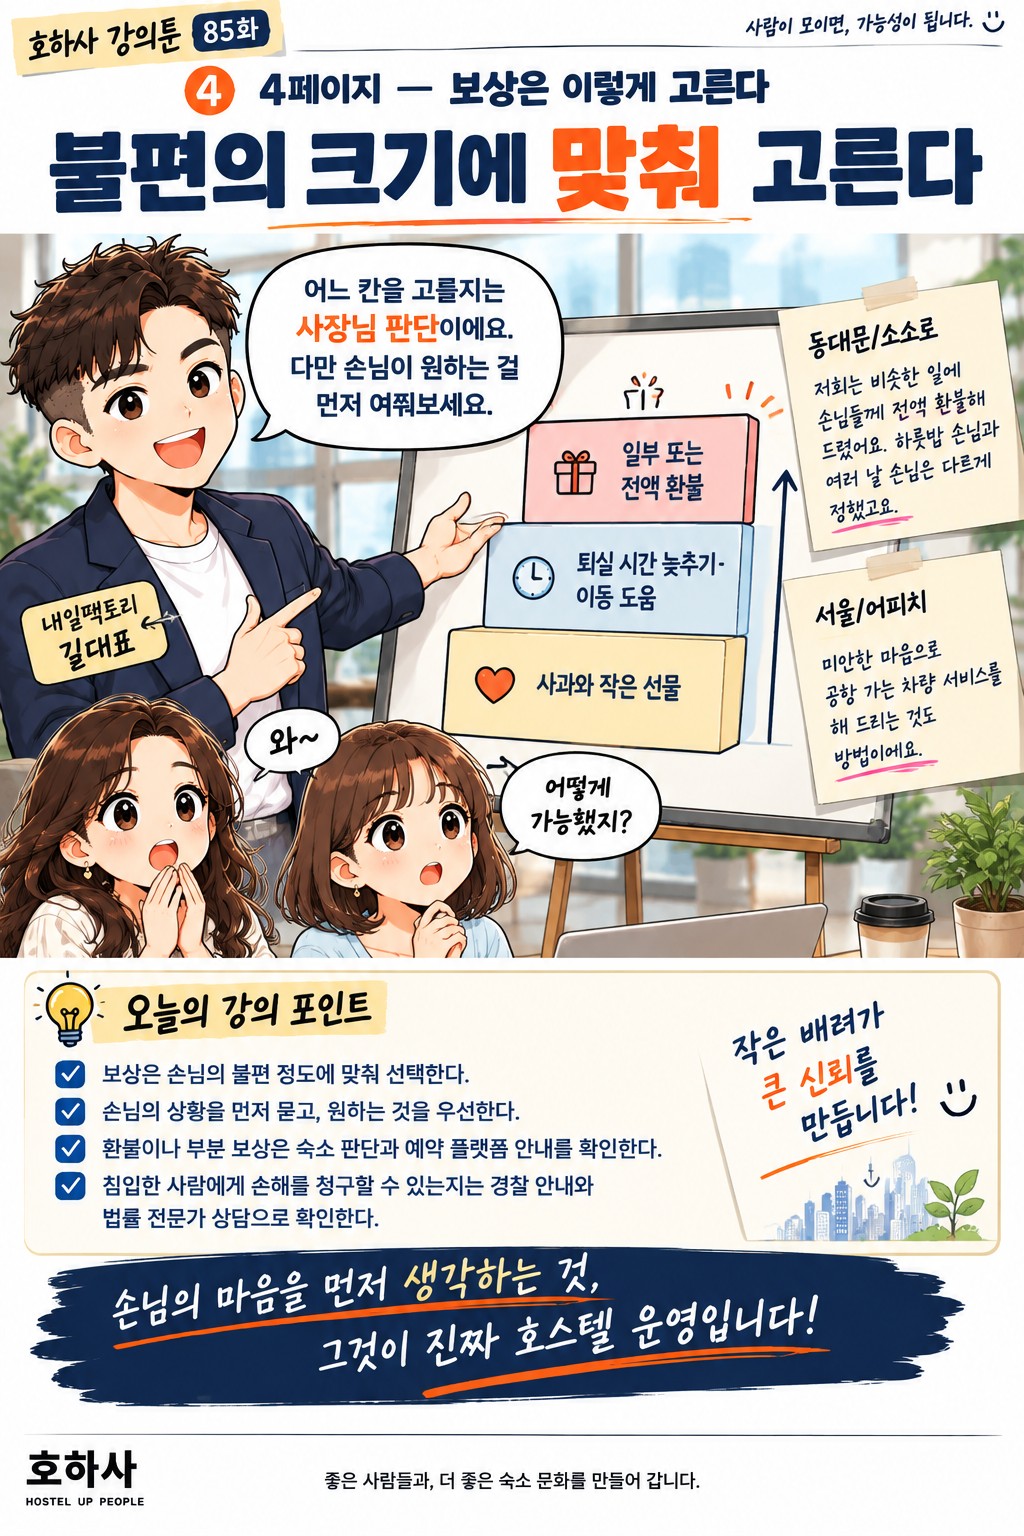 호하사 강의툰 85화
사람이 모이면, 가능성이 됩니다.
4 4페이지 — 보상은 이렇게 고른다
불편의 크기에 맞춰 고른다
어느 칸을 고를지는
사장님 판단이에요.
다만 손님이 원하는 걸
먼저 여쭤보세요.
일부 또는
전액 환불
퇴실 시간 늦추기·
이동 도움
사과와 작은 선물
동대문/소소로
저희는 비슷한 일에
손님들께 전액 환불해
드렸어요. 하룻밤 손님과
여러 날 손님은 다르게
정했고요.
서울/어피치
미안한 마음으로
공항 가는 차량 서비스를
해 드리는 것도
방법이에요.
내일땍토리
길대표
와~
어떻게
가능했지?
오늘의 강의 포인트
보상은 손님의 불편 정도에 맞춰 선택한다.
손님의 상황을 먼저 묻고, 원하는 것을 우선한다.
환불이나 부분 보상은 숙소 판단과 예약 플랫폼 안내를 확인한다.
침입한 사람에게 손해를 청구할 수 있는지는 경찰 안내와
법률 전문가 상담으로 확인한다.
작은 배려가
큰 신뢰를
만듭니다!
손님의 마음을 먼저 생각하는 것,
그것이 진짜 호스텔 운영입니다!
호하사
HOSTEL UP PEOPLE
좋은 사람들과, 더 좋은 숙소 문화를 만들어 갑니다.